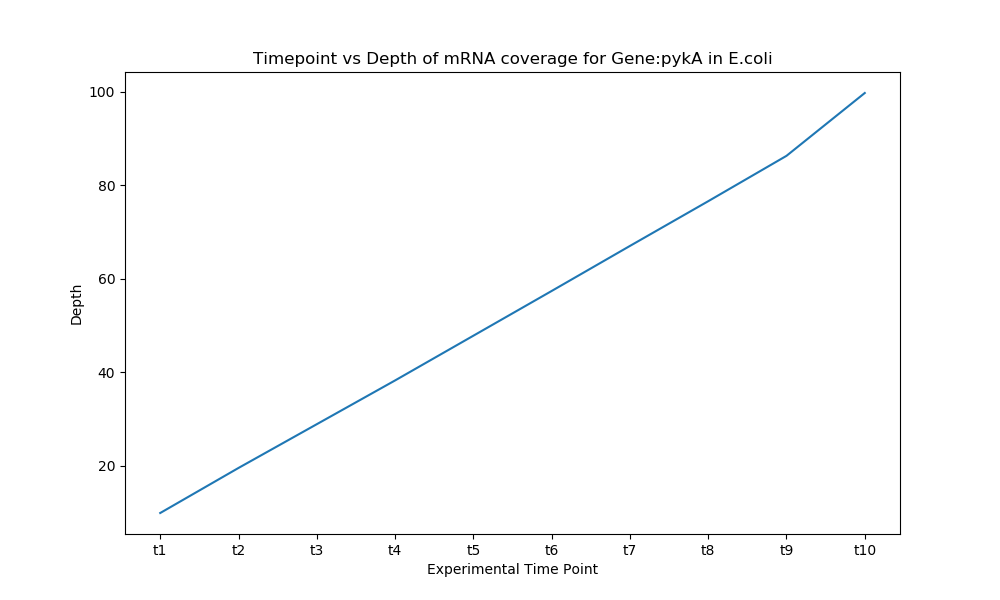 Timepoint vs Depth of mRNA coverage for Gene:pykA in E.coli
100
80
60
40
20
Depth
t1 t2 t3 t4 t5 t6 t7 t8 t9 t10
Experimental Time Point